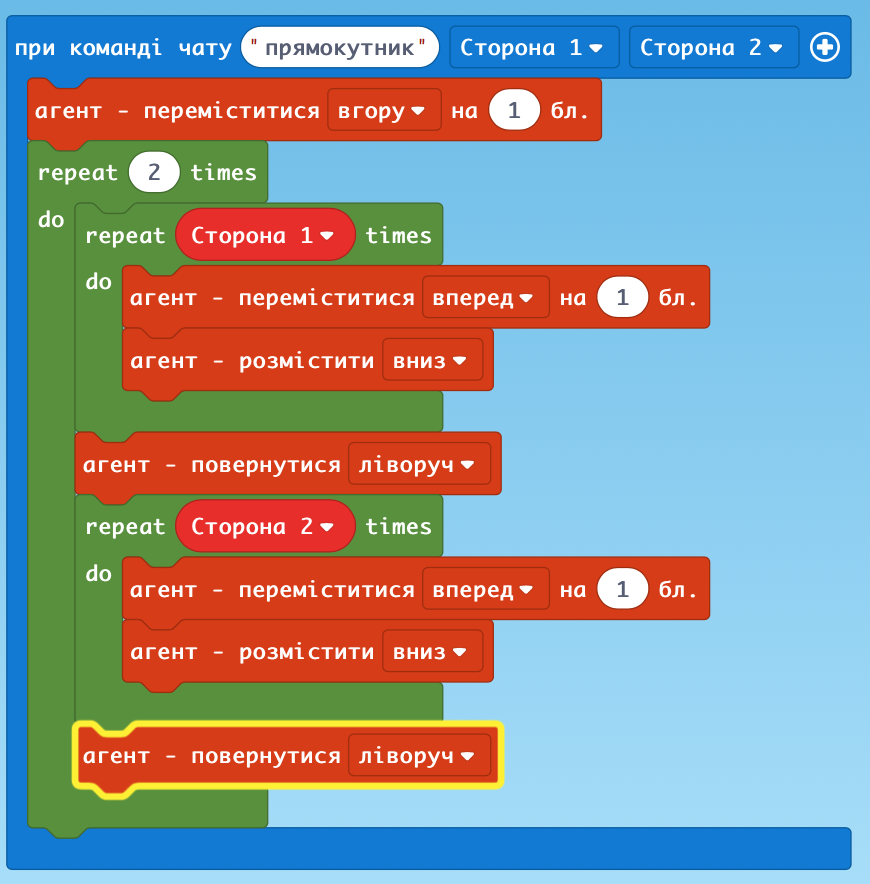 при команді чату "прямокутник" Сторона 1 Сторона 2
агент - переміститися вгору на 1 бл.
repeat 2 times
do
repeat Сторона 1 times
do
агент - переміститися вперед на 1 бл.
агент - розмістити вниз
агент - повернутися ліворуч
repeat Сторона 2 times
do
агент - переміститися вперед на 1 бл.
агент - розмістити вниз
агент - повернутися ліворуч